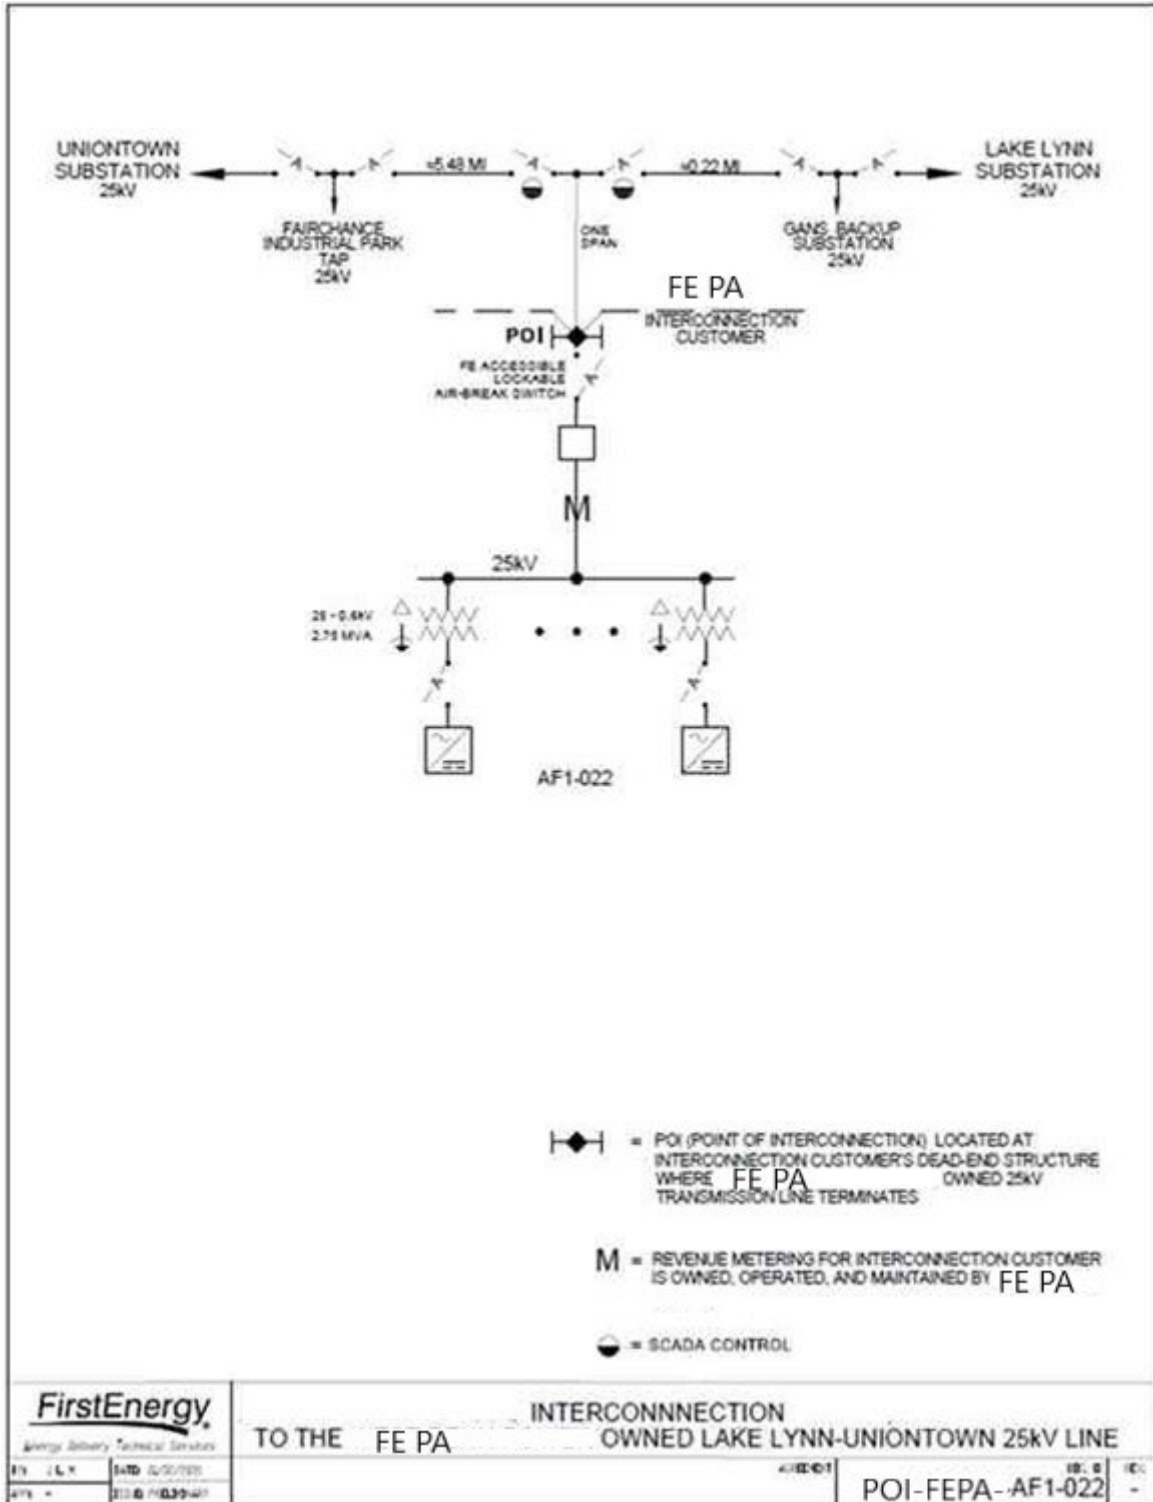 UNIONTOWN
SUBSTATION
25kV
≈5.48 MI
≈0.22 MI
LAKE LYNN
SUBSTATION
25kV
FAIRCHANCE
INDUSTRIAL PARK
TAP
25kV
ONE
SPAN
GANS BACKUP
SUBSTATION
25kV
FE PA
INTERCONNECTION
CUSTOMER
POI
FE ACCESSIBLE
LOCKABLE
AIR-BREAK SWITCH
M
25kV
2.75 MVA
AF1-022
= POI (POINT OF INTERCONNECTION) LOCATED AT
INTERCONNECTION CUSTOMER'S DEAD-END STRUCTURE
WHERE FE PA OWNED 25kV
TRANSMISSION LINE TERMINATES
M = REVENUE METERING FOR INTERCONNECTION CUSTOMER
IS OWNED, OPERATED, AND MAINTAINED BY FE PA
= SCADA CONTROL
FirstEnergy
Energy Delivery Technical Services
INTERCONNNECTION
TO THE FE PA OWNED LAKE LYNN-UNIONTOWN 25kV LINE
POI-FEPA--AF1-022
-